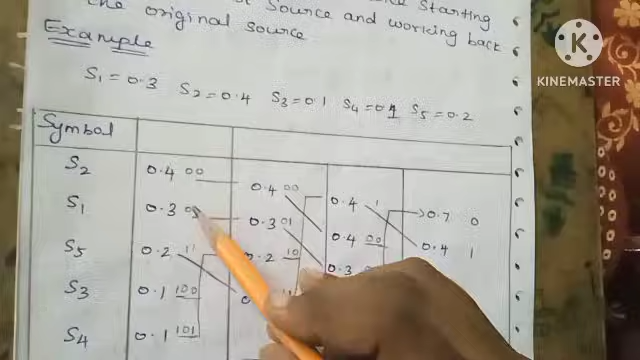 Source and Starting
the original source and working back
Example
KINEMASTER
S₁=0.3 S₂=0.4 S₃=0.1 S₄=0.1 S₅=0.2
Symbol
S₂ 0.4 00 0.4 00 0.4 1 0.7 0
S₁ 0.3 0.3 01 0.4 00 0.4 1
S₅ 0.2 11 0.2 10 0.3
S₃ 0.1 100
S₄ 0.1 101